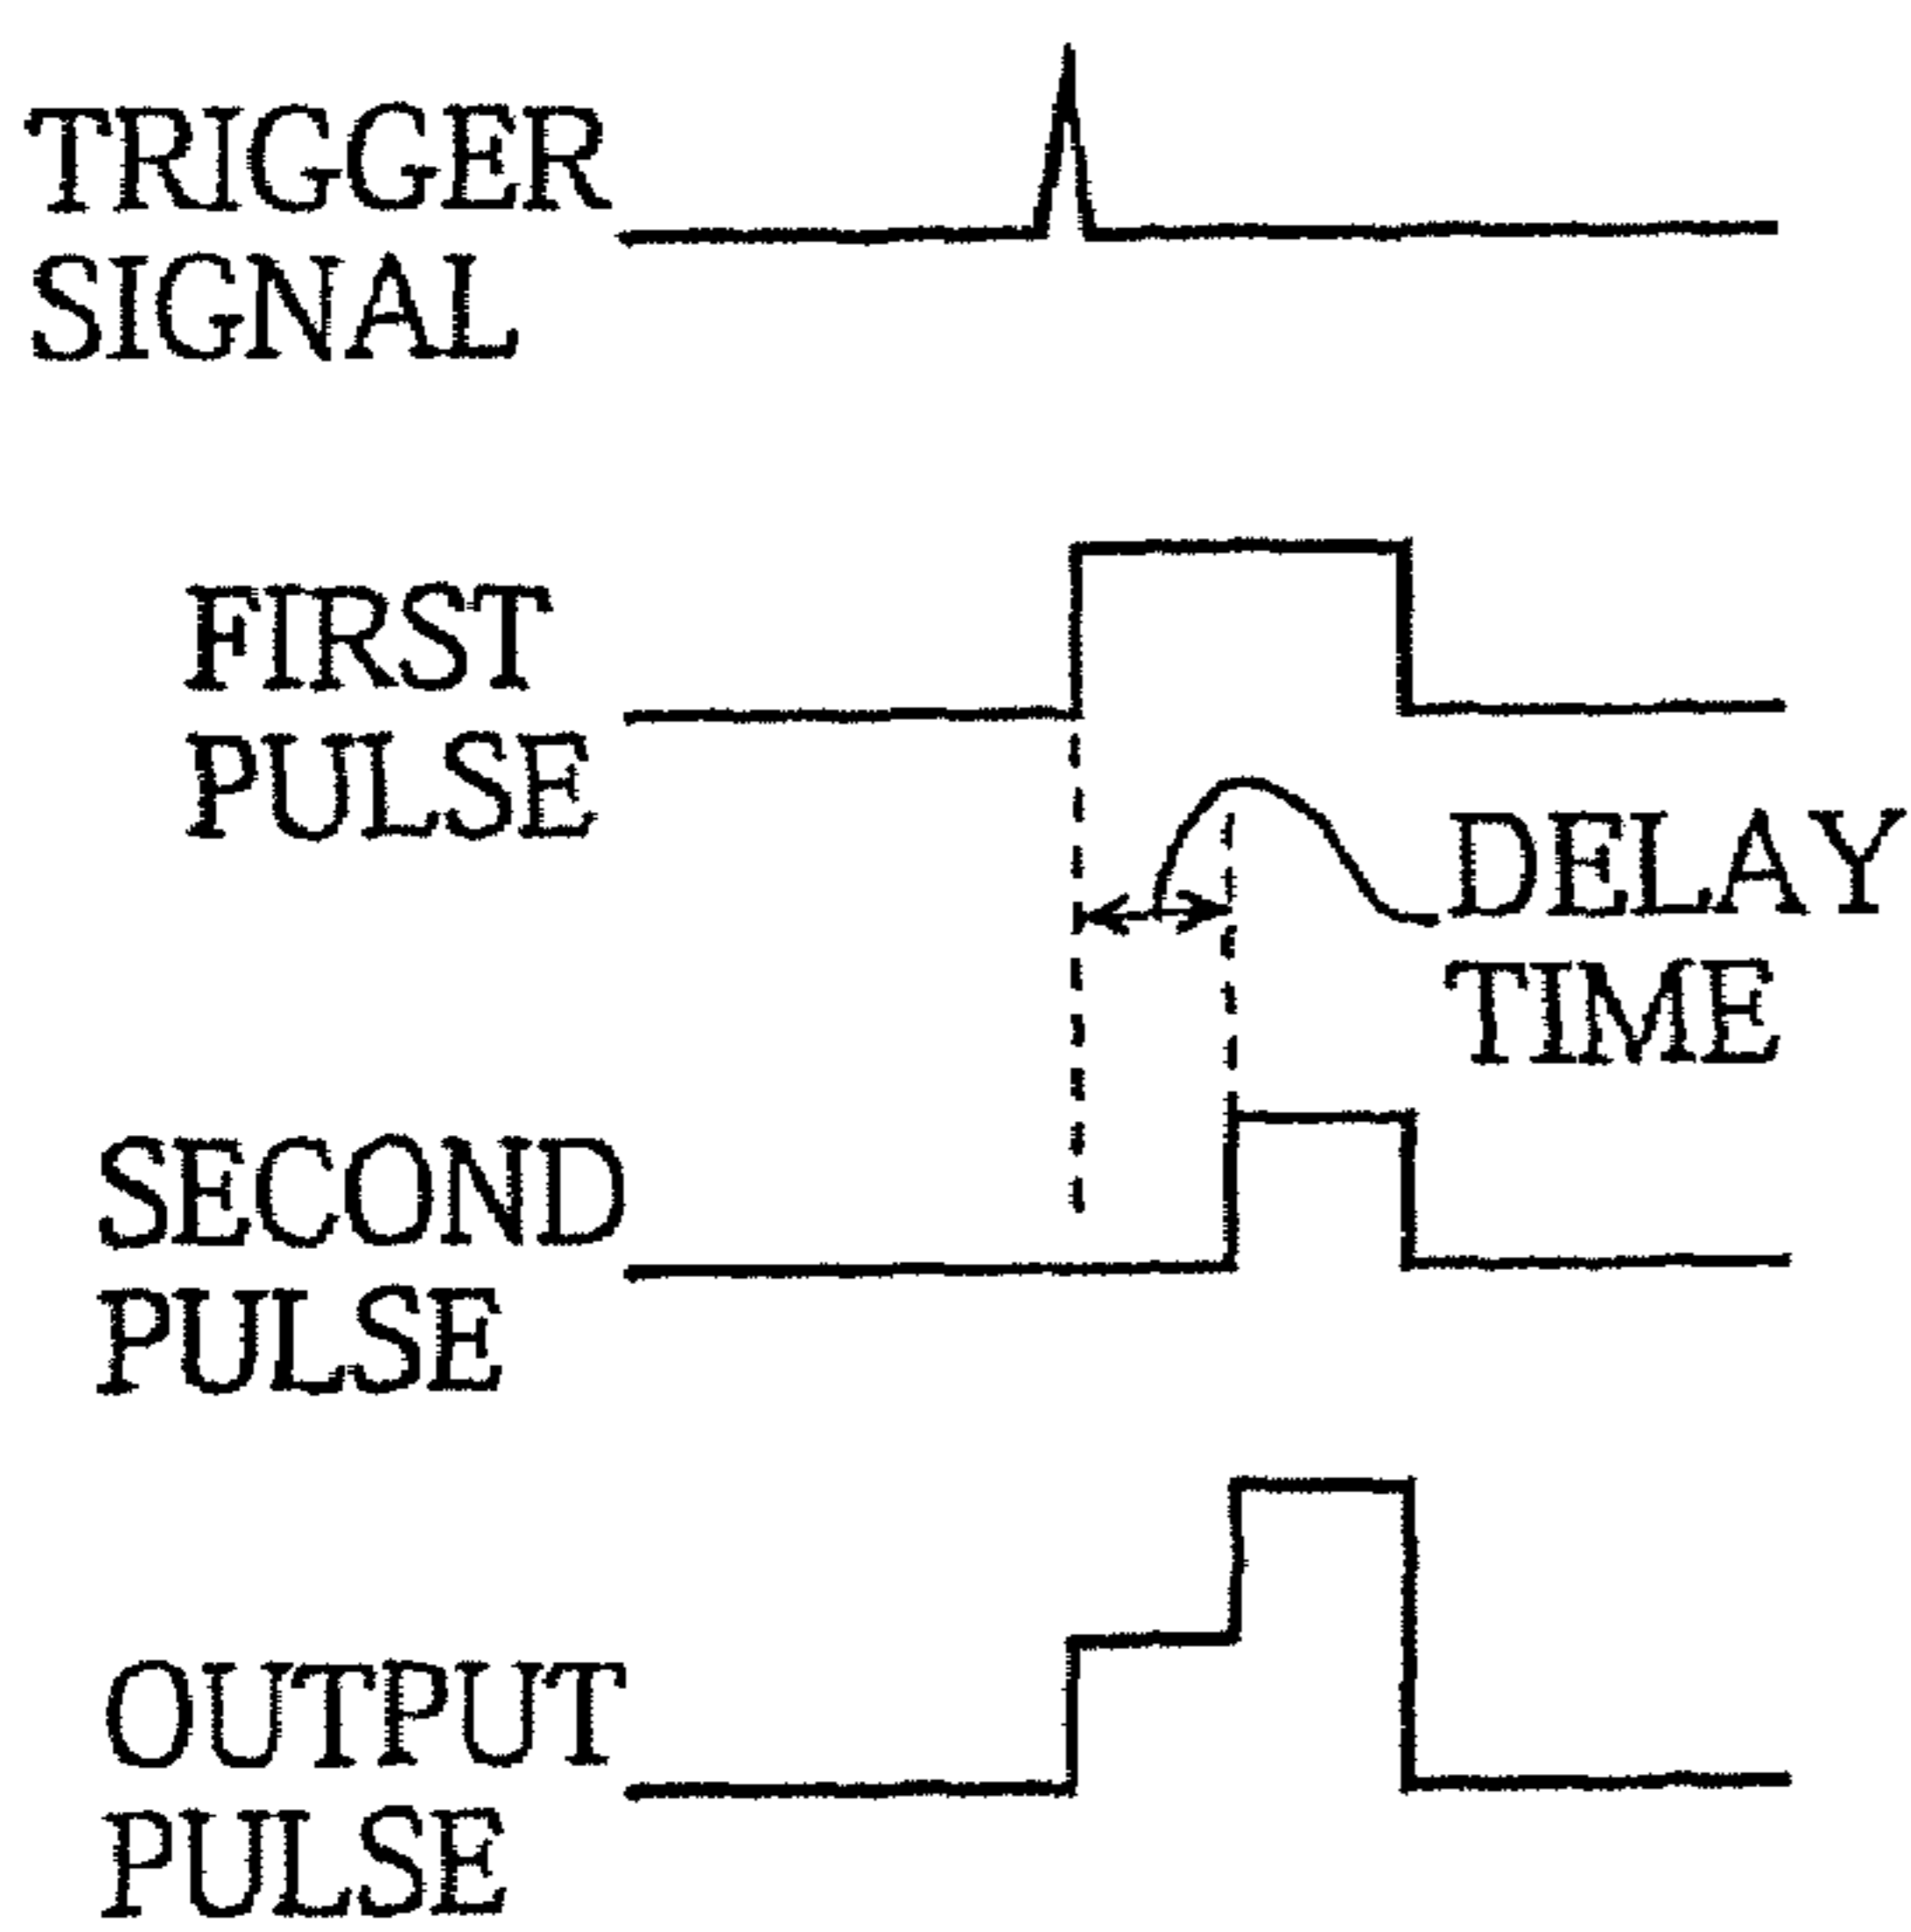 TRIGGER
SIGNAL
FIRST
PULSE
DELAY
TIME
SECOND
PULSE
OUTPUT
PULSE